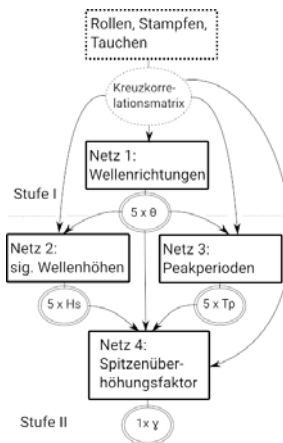 Rollen, Stampfen,
Tauchen
Kreuzkorre-
lationsmatrix
Netz 1:
Wellenrichtungen
Stufe I
5 x θ
Netz 2:
sig. Wellenhöhen
Netz 3:
Peakperioden
5 x Hs
5 x Tp
Netz 4:
Spitzenüber-
höhungsfaktor
Stufe II
1x γ